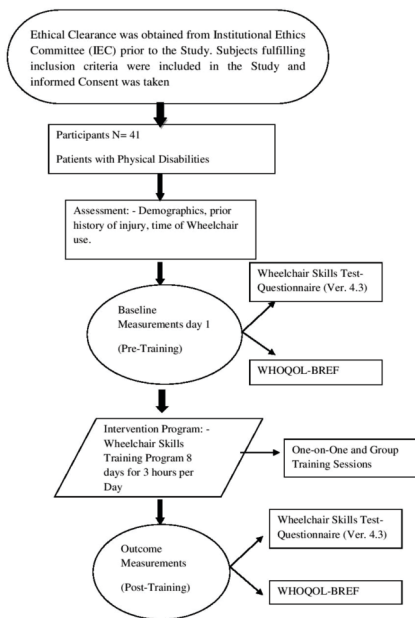 Ethical Clearance was obtained from Institutional Ethics
Committee (IEC) prior to the Study. Subjects fulfilling
inclusion criteria were included in the Study and
informed Consent was taken
Participants N= 41
Patients with Physical Disabilities
Assessment: - Demographics, prior
history of injury, time of Wheelchair
use.
Baseline
Measurements day 1
(Pre-Training)
Wheelchair Skills Test-
Questionnaire (Ver. 4.3)
WHOQOL-BREF
Intervention Program: -
Wheelchair Skills
Training Program 8
days for 3 hours per
Day
One-on-One and Group
Training Sessions
Outcome
Measurements
(Post-Training)
Wheelchair Skills Test-
Questionnaire (Ver. 4.3)
WHOQOL-BREF